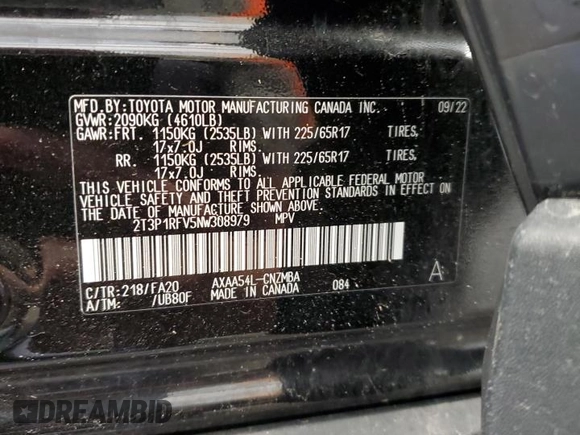 MFD.BY:TOYOTA MOTOR MANUFACTURING CANADA INC. 09/22
GVWR:2090KG (4610LB)
GAWR:FRT. 1150KG (2535LB) WITH 225/65R17 TIRES,
17x7.0J RIMS,
RR. 1150KG (2535LB) WITH 225/65R17 TIRES,
17x7.0J RIMS,
THIS VEHICLE CONFORMS TO ALL APPLICABLE FEDERAL MOTOR
VEHICLE SAFETY AND THEFT PREVENTION STANDARDS IN EFFECT ON
THE DATE OF MANUFACTURE SHOWN ABOVE.
2T3P1RFV5NW308979 MPV
C/TR:218/FA20 AXAA54L-CNZMBA 084 A
A/TM: /UB80F MADE IN CANADA
DREAMBID